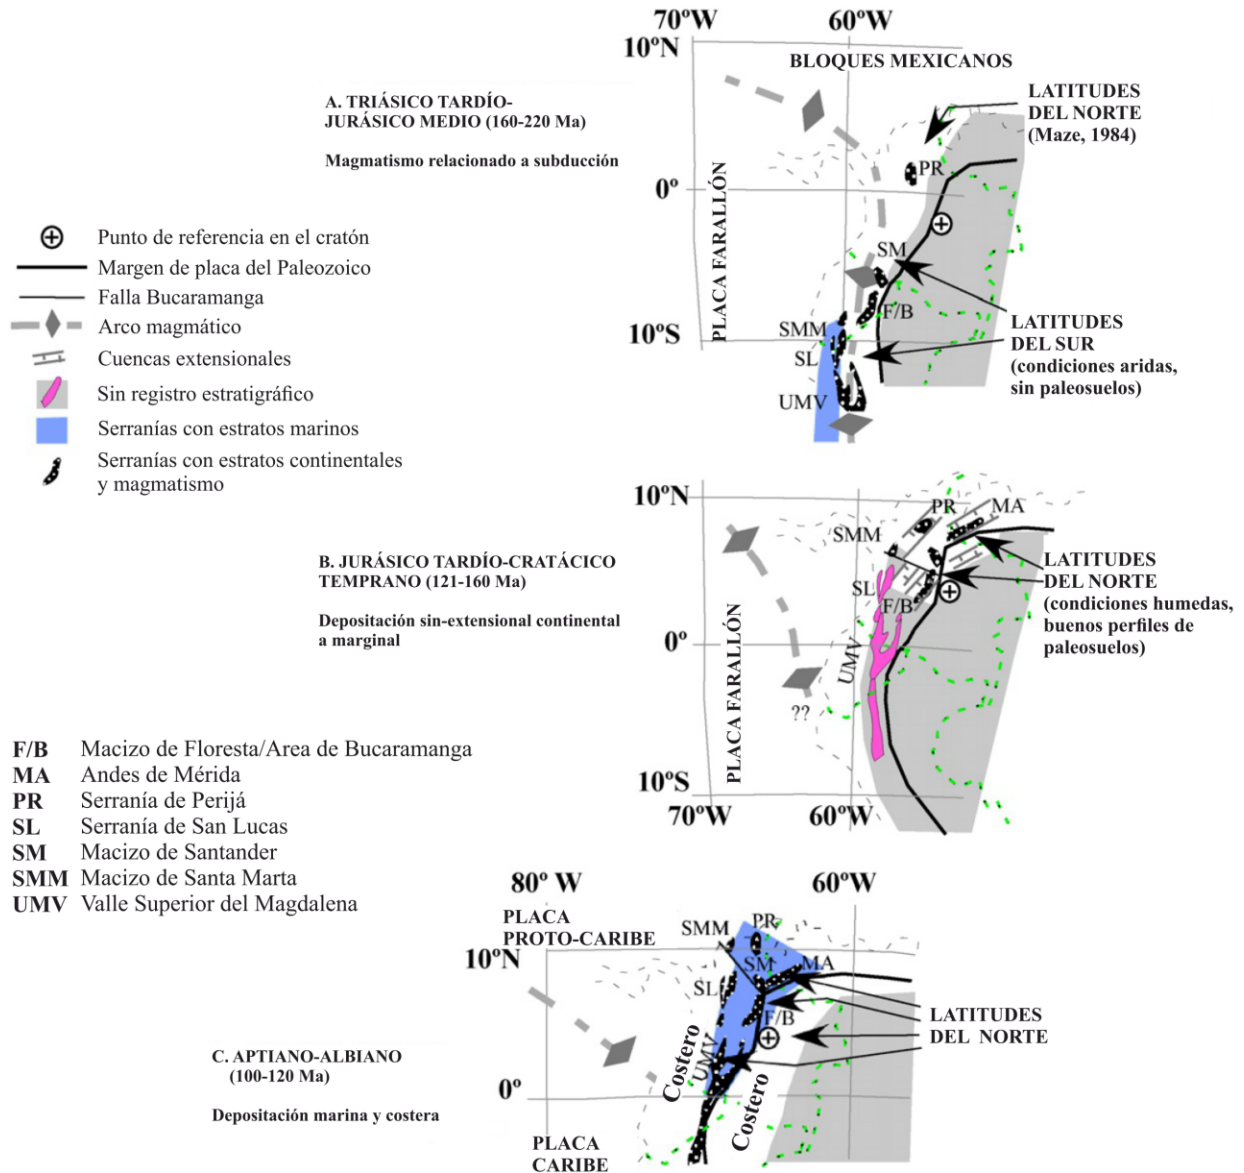 70ºW
60ºW
10ºN
BLOQUES MEXICANOS
A. TRIÁSICO TARDÍO-
JURÁSICO MEDIO (160-220 Ma)
Magmatismo relacionado a subducción
LATITUDES
DEL NORTE
(Maze, 1984)
PR
0º
PLACA FARALLÓN
SM
F/B
SMM
10ºS
SL
UMV
LATITUDES
DEL SUR
(condiciones aridas,
sin paleosuelos)
Punto de referencia en el cratón
Margen de placa del Paleozoico
Falla Bucaramanga
Arco magmático
Cuencas extensionales
Sin registro estratigráfico
Serranías con estratos marinos
Serranías con estratos continentales
y magmatismo
10ºN
PR
MA
SMM
B. JURÁSICO TARDÍO-CRATÁCICO
TEMPRANO (121-160 Ma)
Depositación sin-extensional continental
a marginal
LATITUDES
DEL NORTE
(condiciones humedas,
buenos perfiles de
paleosuelos)
SL
F/B
0º
UMV
PLACA FARALLÓN
??
10ºS
70ºW
60ºW
F/B Macizo de Floresta/Area de Bucaramanga
MA Andes de Mérida
PR Serranía de Perijá
SL Serranía de San Lucas
SM Macizo de Santander
SMM Macizo de Santa Marta
UMV Valle Superior del Magdalena
80º W
60ºW
PLACA
PROTO-CARIBE
10ºN
SMM
PR
SM
MA
SL
F/B
LATITUDES
DEL NORTE
Costero
UMV
Costero
C. APTIANO-ALBIANO
(100-120 Ma)
Depositación marina y costera
0º
PLACA
CARIBE